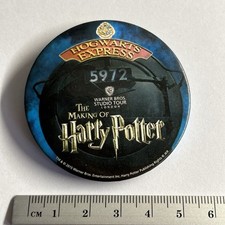 HOGWARTS
EXPRESS
5972
WARNER BROS.
STUDIO TOUR
LONDON
THE
MAKING OF
Harry Potter
CM 1 2 3 4 5 6